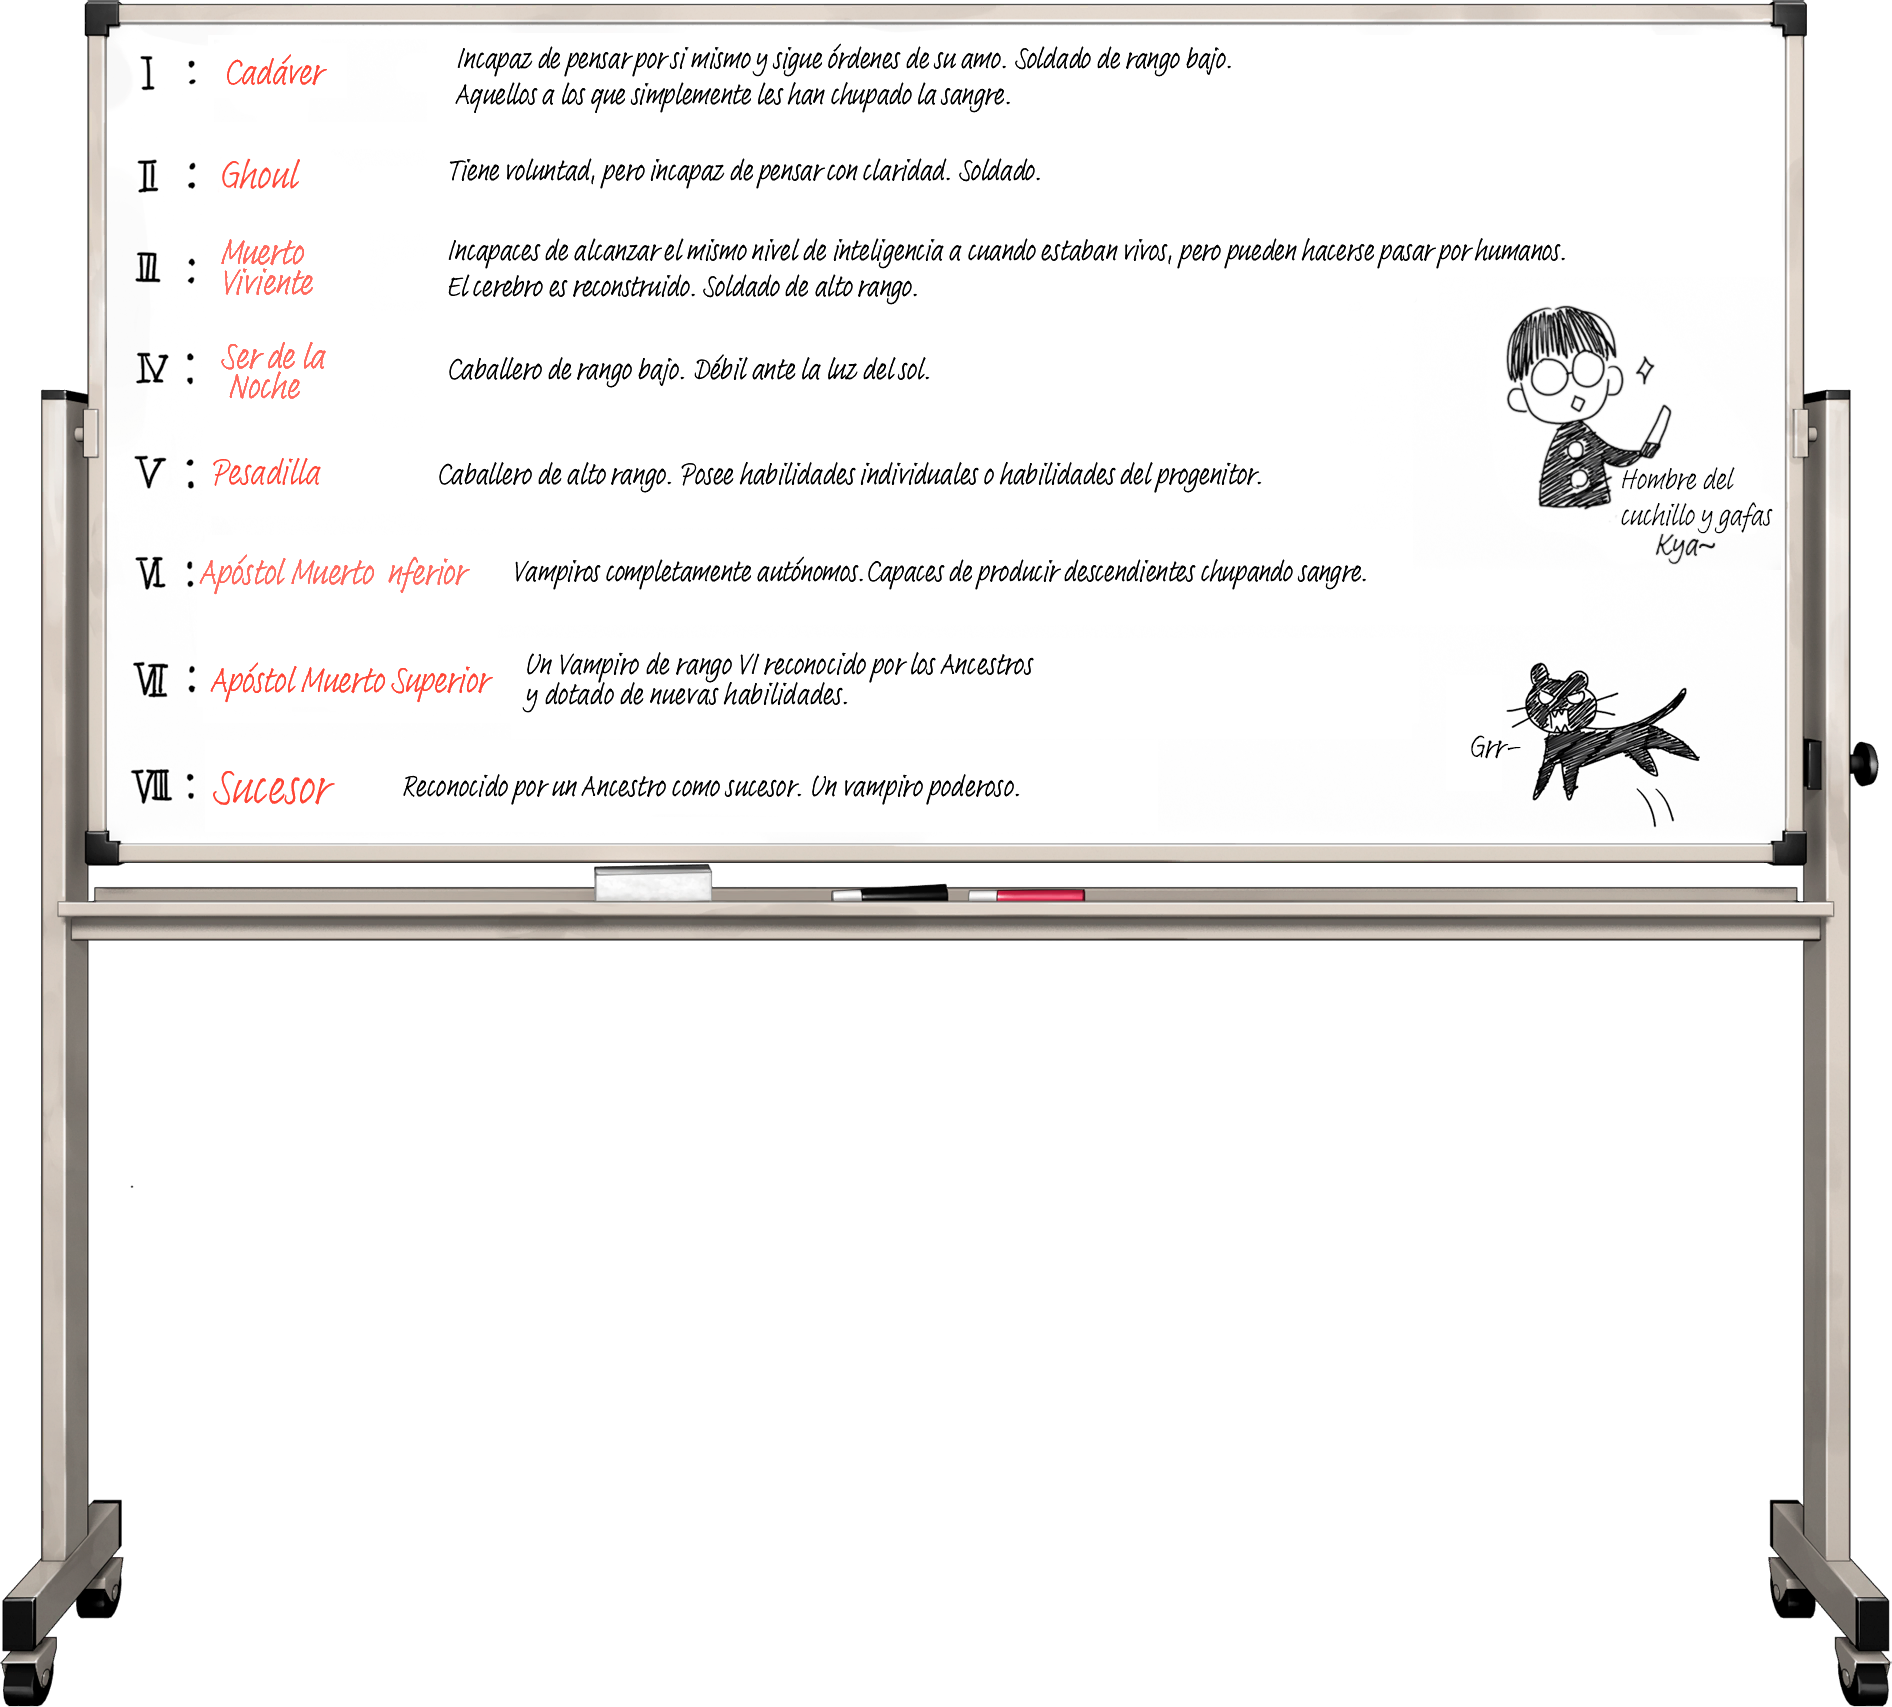 I : Cadáver
Incapaz de pensar por si mismo y sigue órdenes de su amo. Soldado de rango bajo.
Aquellos a los que simplemente les han chupado la sangre.
II : Ghoul
Tiene voluntad, pero incapaz de pensar con claridad. Soldado.
III : Muerto
Viviente
Incapaces de alcanzar el mismo nivel de inteligencia a cuando estaban vivos, pero pueden hacerse pasar por humanos.
El cerebro es reconstruido. Soldado de alto rango.
IV : Ser de la
Noche
Caballero de rango bajo. Débil ante la luz del sol.
V : Pesadilla
Caballero de alto rango. Posee habilidades individuales o habilidades del progenitor.
VI : Apóstol Muerto nferior
Vampiros completamente autónomos. Capaces de producir descendientes chupando sangre.
VII : Apóstol Muerto Superior
Un Vampiro de rango VI reconocido por los Ancestros
y dotado de nuevas habilidades.
VIII : Sucesor
Reconocido por un Ancestro como sucesor. Un vampiro poderoso.
Hombre del
cuchillo y gafas
Kya~
Grr~